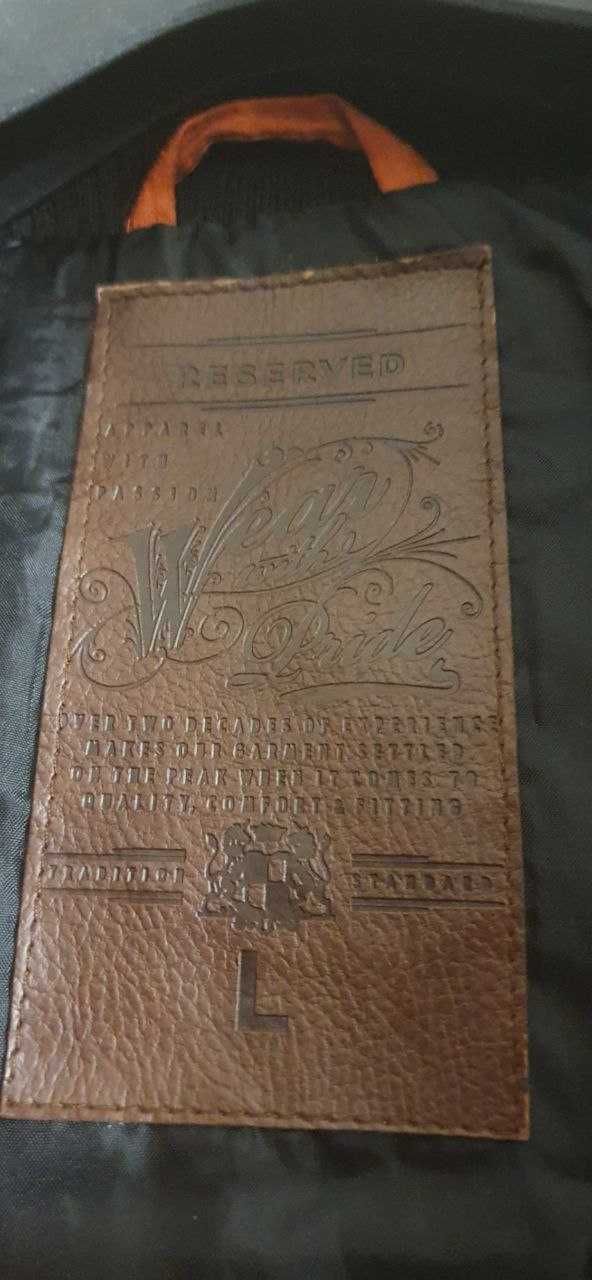 RESERVED
APPAREL
WITH
PASSION
Wear
with
Pride
OVER TWO DECADES OF EXPERIENCE
MAKES OUR GARMENT SETTLED
ON THE PEAK WHEN IT COMES TO
QUALITY, COMFORT & FITTING
TRADITION STANDARD
L